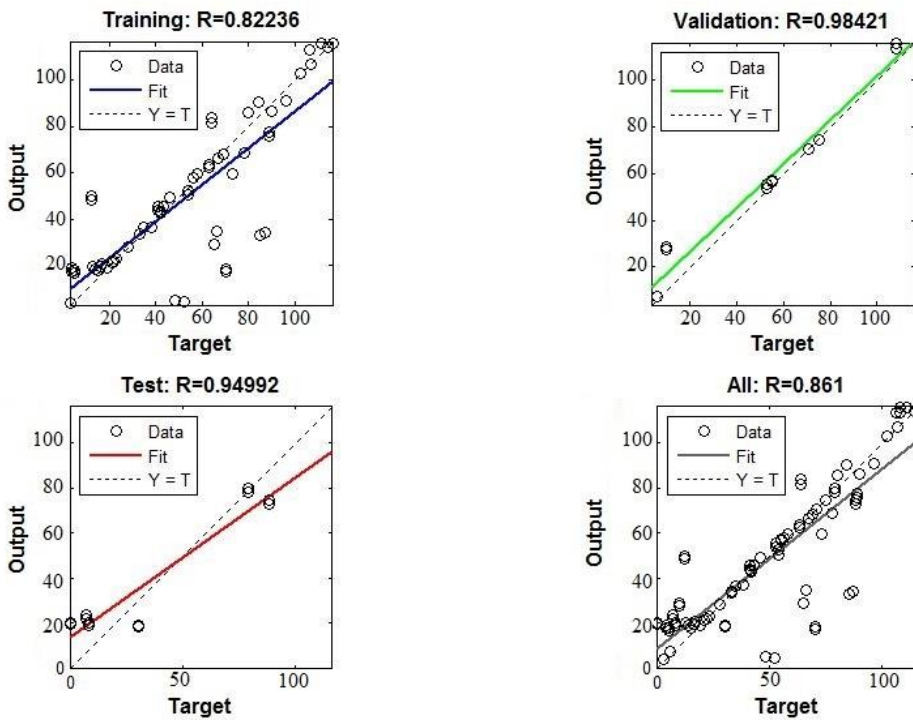 Training: R=0.82236
Output
100
80
60
40
20
Data
Fit
Y = T
20 40 60 80 100
Target
Validation: R=0.98421
Output
100
80
60
40
20
Data
Fit
Y = T
20 40 60 80 100
Target
Test: R=0.94992
Output
100
80
60
40
20
0
Data
Fit
Y = T
0 50 100
Target
All: R=0.861
Output
100
80
60
40
20
0
Data
Fit
Y = T
0 50 100
Target